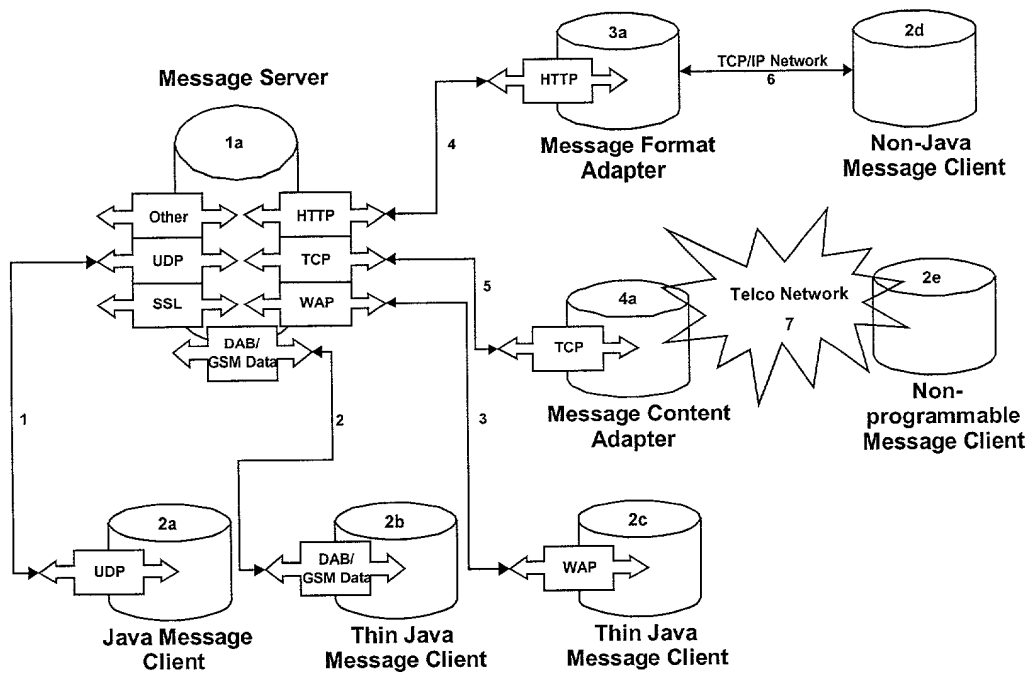 Message Server
1a
Other
HTTP
UDP
TCP
SSL
WAP
DAB/
GSM Data
3a
HTTP
Message Format
Adapter
TCP/IP Network
6
2d
Non-Java
Message Client
4
5
4a
TCP
Message Content
Adapter
Telco Network
7
2e
Non-
programmable
Message Client
1
2
3
2a
UDP
Java Message
Client
2b
DAB/
GSM Data
Thin Java
Message Client
2c
WAP
Thin Java
Message Client